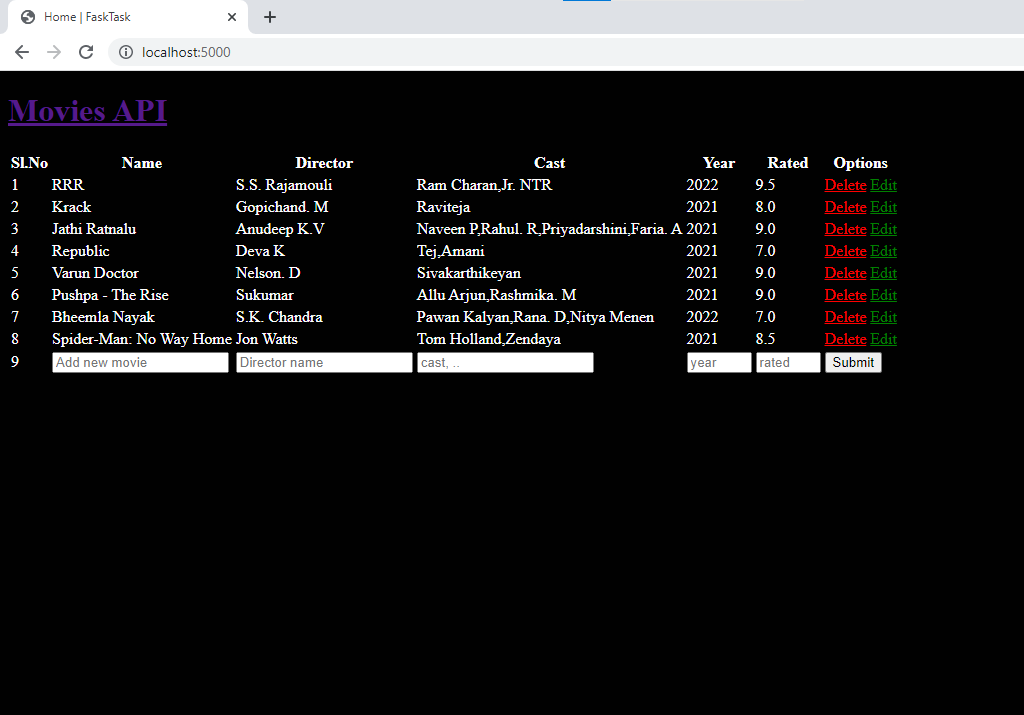 Home | FaskTask
localhost:5000
Movies API
Sl.No Name Director Cast Year Rated Options
1 RRR S.S. Rajamouli Ram Charan,Jr. NTR 2022 9.5 Delete Edit
2 Krack Gopichand. M Raviteja 2021 8.0 Delete Edit
3 Jathi Ratnalu Anudeep K.V Naveen P,Rahul. R,Priyadarshini,Faria. A 2021 9.0 Delete Edit
4 Republic Deva K Tej,Amani 2021 7.0 Delete Edit
5 Varun Doctor Nelson. D Sivakarthikeyan 2021 9.0 Delete Edit
6 Pushpa - The Rise Sukumar Allu Arjun,Rashmika. M 2021 9.0 Delete Edit
7 Bheemla Nayak S.K. Chandra Pawan Kalyan,Rana. D,Nitya Menen 2022 7.0 Delete Edit
8 Spider-Man: No Way Home Jon Watts Tom Holland,Zendaya 2021 8.5 Delete Edit
9 Add new movie Director name cast, .. year rated Submit